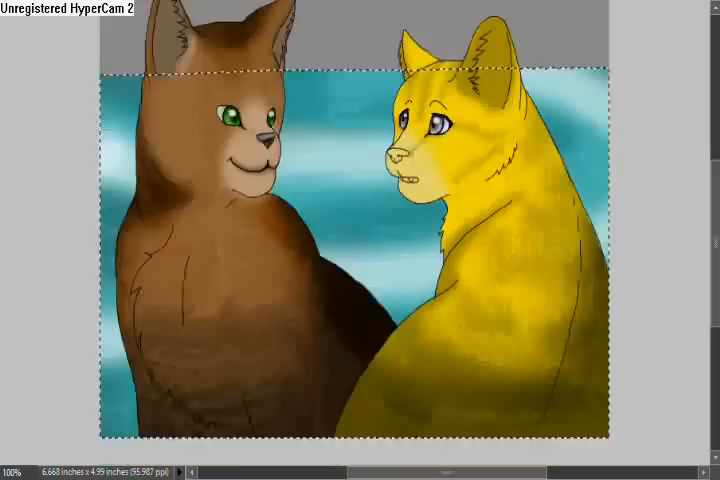 Unregistered HyperCam 2
100%
6.668 inches x 4.99 inches (95.987 ppi)